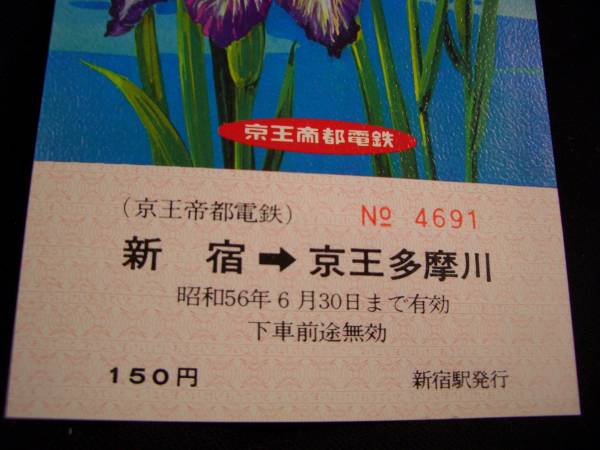 京王帝都電鉄
（京王帝都電鉄） № 4691
新宿➡京王多摩川
昭和56年6月30日まで有効
下車前途無効
150円 新宿駅発行